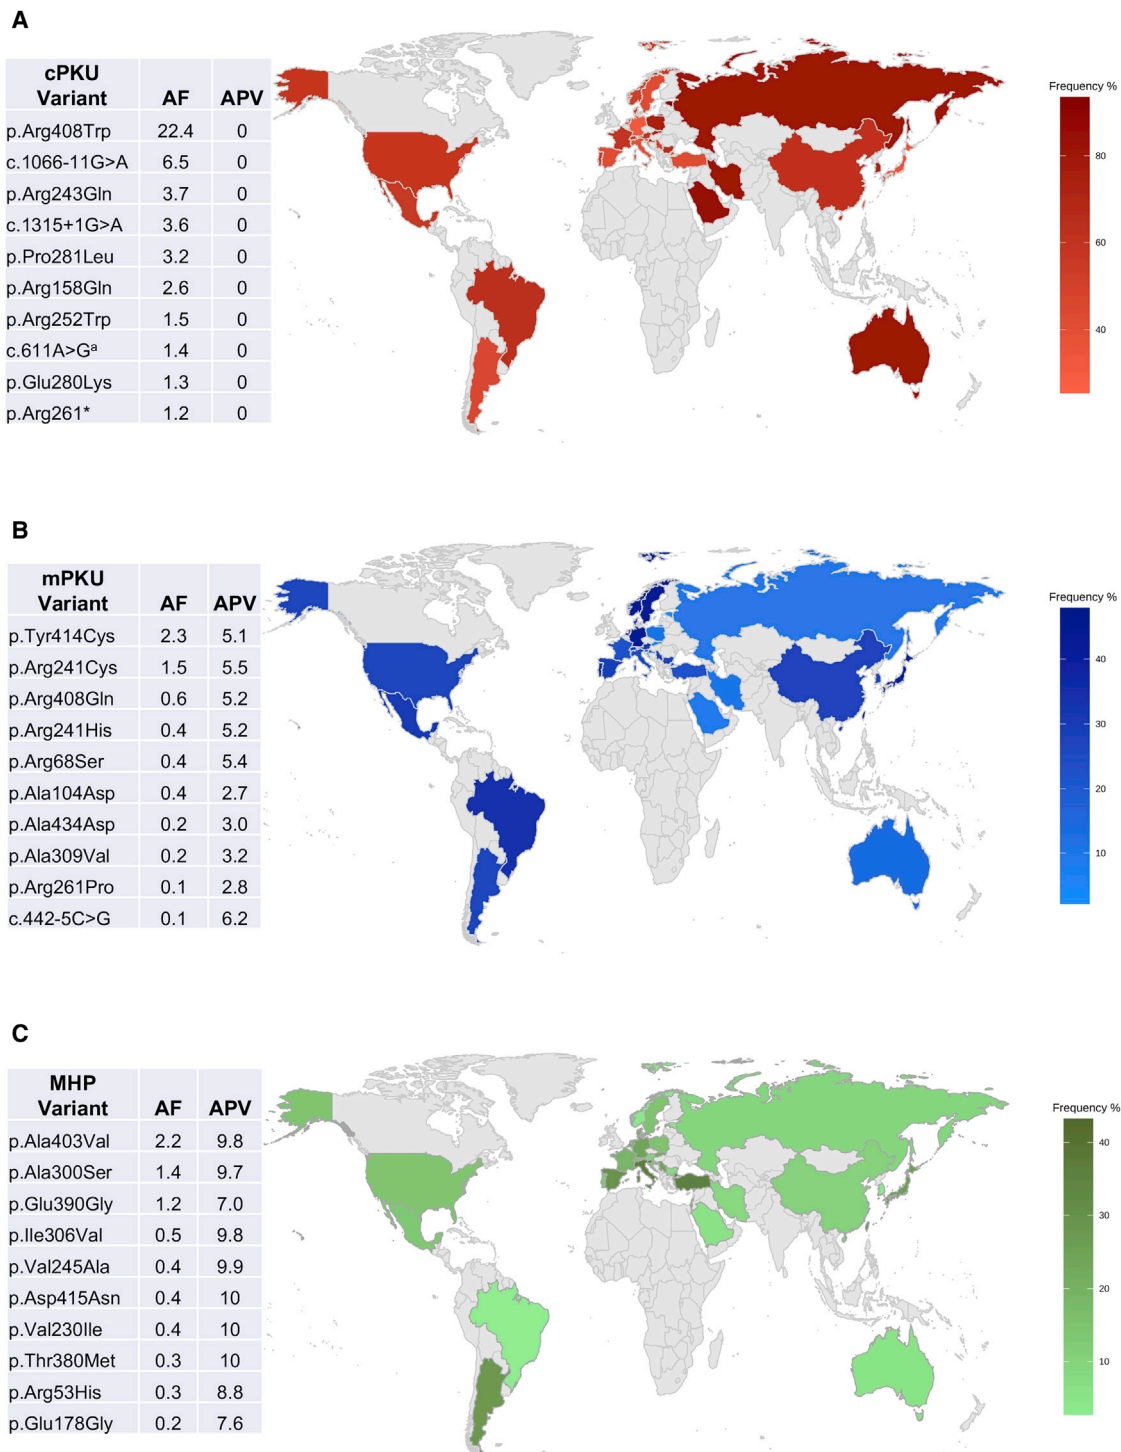 A
cPKU
Variant AF APV
p.Arg408Trp 22.4 0
c.1066-11G>A 6.5 0
p.Arg243Gln 3.7 0
c.1315+1G>A 3.6 0
p.Pro281Leu 3.2 0
p.Arg158Gln 2.6 0
p.Arg252Trp 1.5 0
c.611A>Gᵃ 1.4 0
p.Glu280Lys 1.3 0
p.Arg261* 1.2 0
Frequency %
80
60
40
B
mPKU
Variant AF APV
p.Tyr414Cys 2.3 5.1
p.Arg241Cys 1.5 5.5
p.Arg408Gln 0.6 5.2
p.Arg241His 0.4 5.2
p.Arg68Ser 0.4 5.4
p.Ala104Asp 0.4 2.7
p.Ala434Asp 0.2 3.0
p.Ala309Val 0.2 3.2
p.Arg261Pro 0.1 2.8
c.442-5C>G 0.1 6.2
Frequency %
40
30
20
10
C
MHP
Variant AF APV
p.Ala403Val 2.2 9.8
p.Ala300Ser 1.4 9.7
p.Glu390Gly 1.2 7.0
p.Ile306Val 0.5 9.8
p.Val245Ala 0.4 9.9
p.Asp415Asn 0.4 10
p.Val230Ile 0.4 10
p.Thr380Met 0.3 10
p.Arg53His 0.3 8.8
p.Glu178Gly 0.2 7.6
Frequency %
40
30
20
10